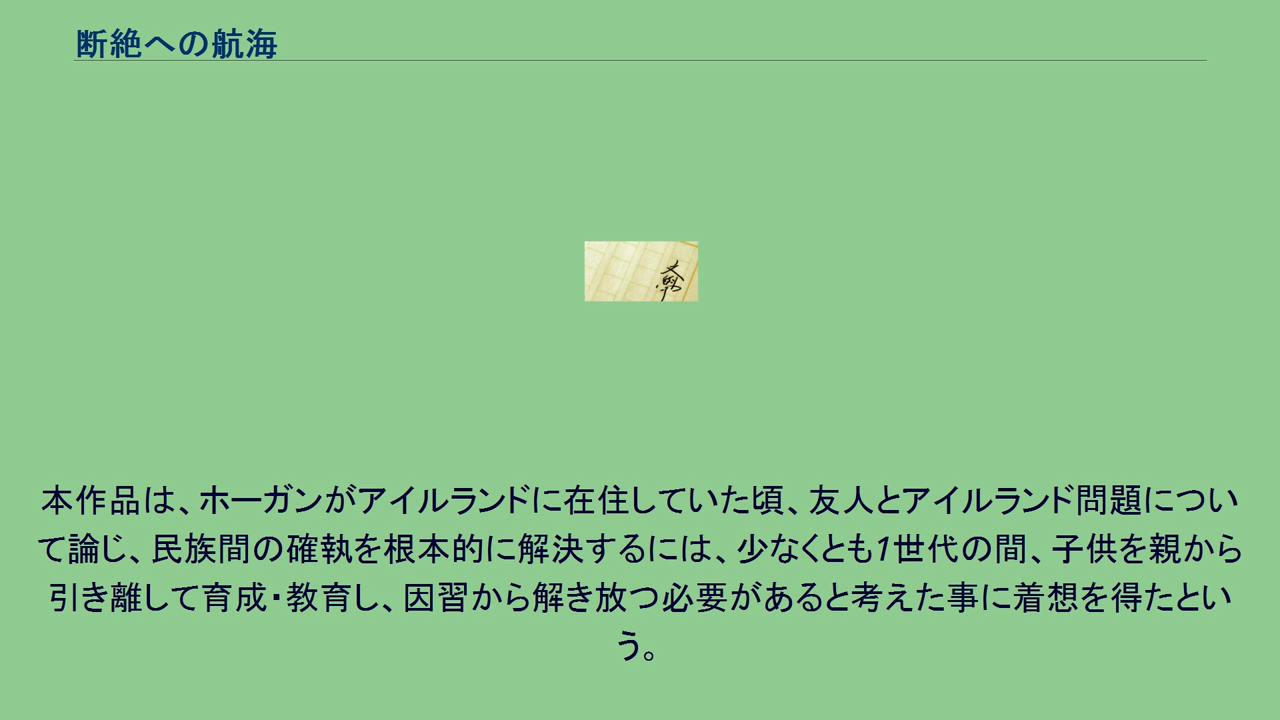 断絶への航海
本作品は、ホーガンがアイルランドに在住していた頃、友人とアイルランド問題につい
て論じ、民族間の確執を根本的に解決するには、少なくとも1世代の間、子供を親から
引き離して育成・教育し、因習から解き放つ必要があると考えた事に着想を得たとい
う。